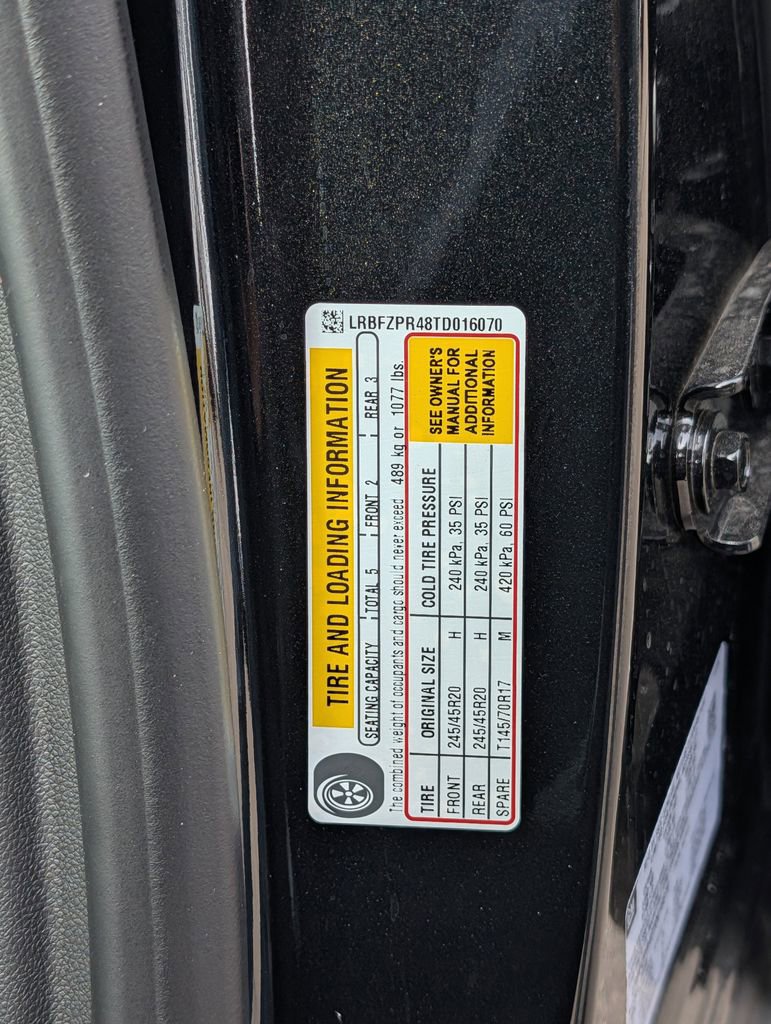 LRBFZPR48TD016070
TIRE AND LOADING INFORMATION
SEATING CAPACITY TOTAL 5 FRONT 2 REAR 3
The combined weight of occupants and cargo should never exceed 489 kg or 1077 lbs.
TIRE ORIGINAL SIZE COLD TIRE PRESSURE
FRONT 245/45R20 H 240 kPa, 35 PSI
REAR 245/45R20 H 240 kPa, 35 PSI
SPARE T145/70R17 M 420 kPa, 60 PSI
SEE OWNER'S
MANUAL FOR
ADDITIONAL
INFORMATION